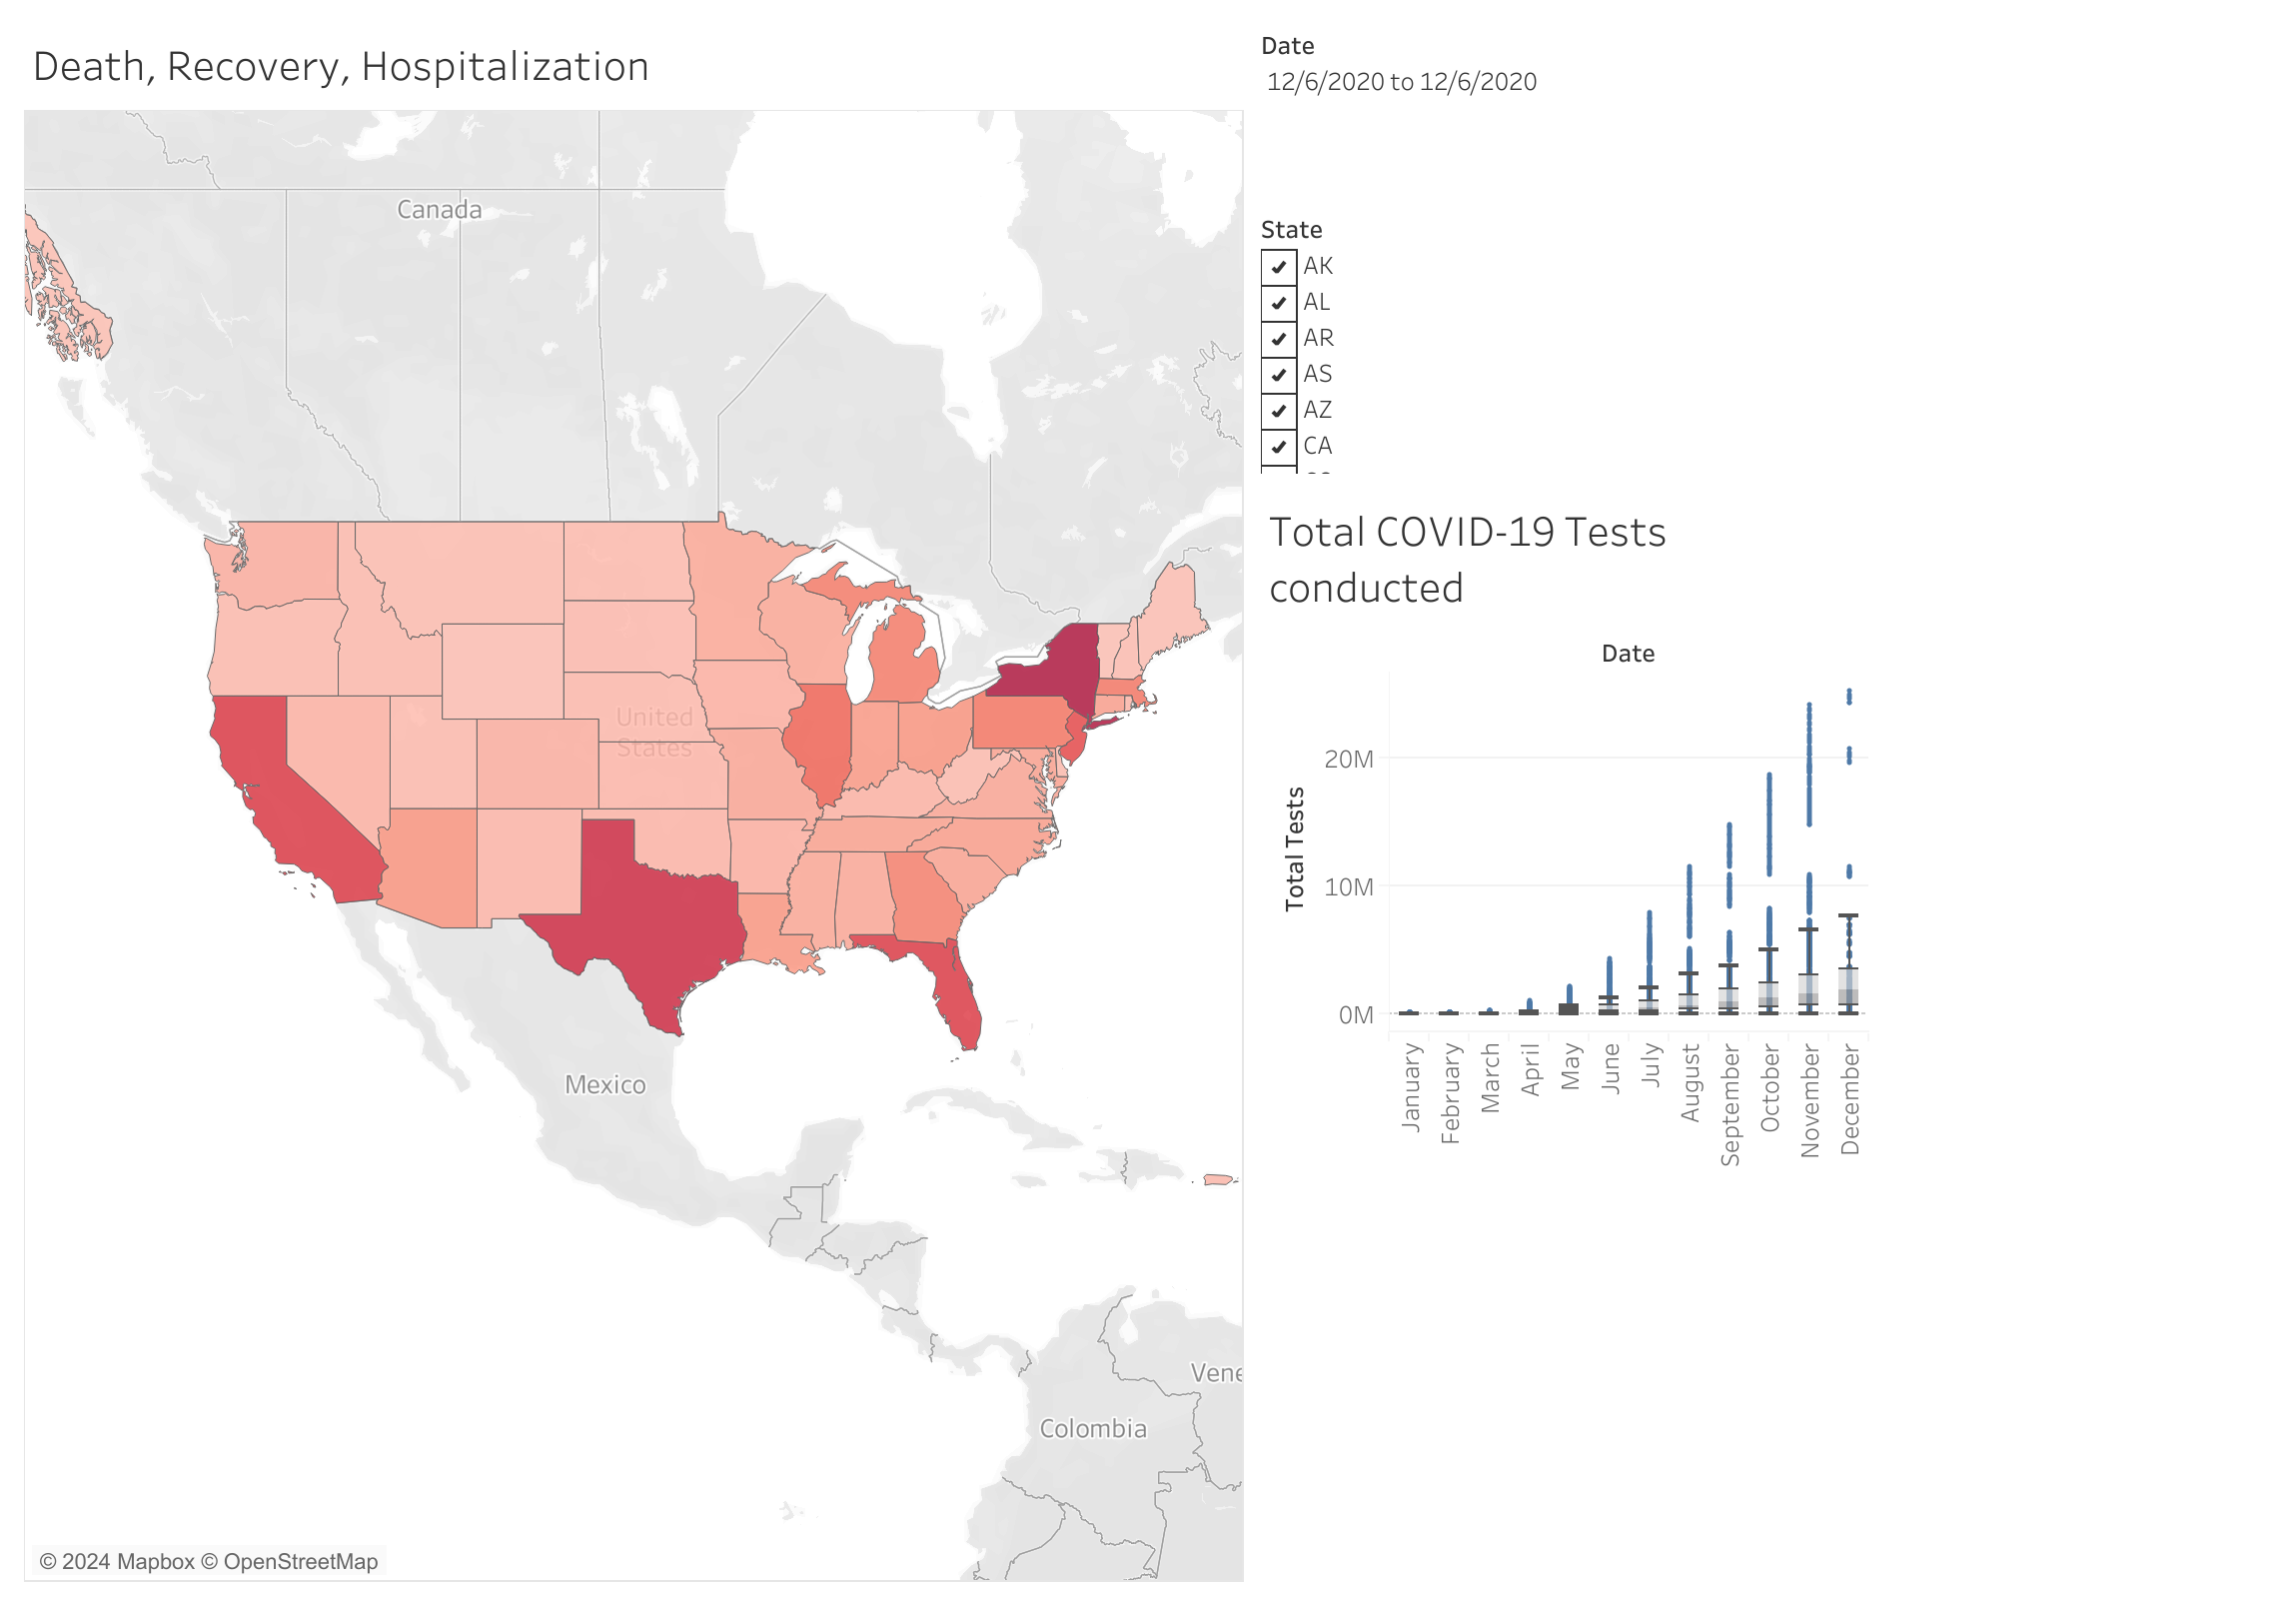 Death, Recovery, Hospitalization
Canada
United
States
Mexico
Vene
Colombia
© 2024 Mapbox © OpenStreetMap
Date
12/6/2020 to 12/6/2020
State
AK
AL
AR
AS
AZ
CA
Total COVID-19 Tests
conducted
Date
Total Tests
20M
10M
0M
January
February
March
April
May
June
July
August
September
October
November
December